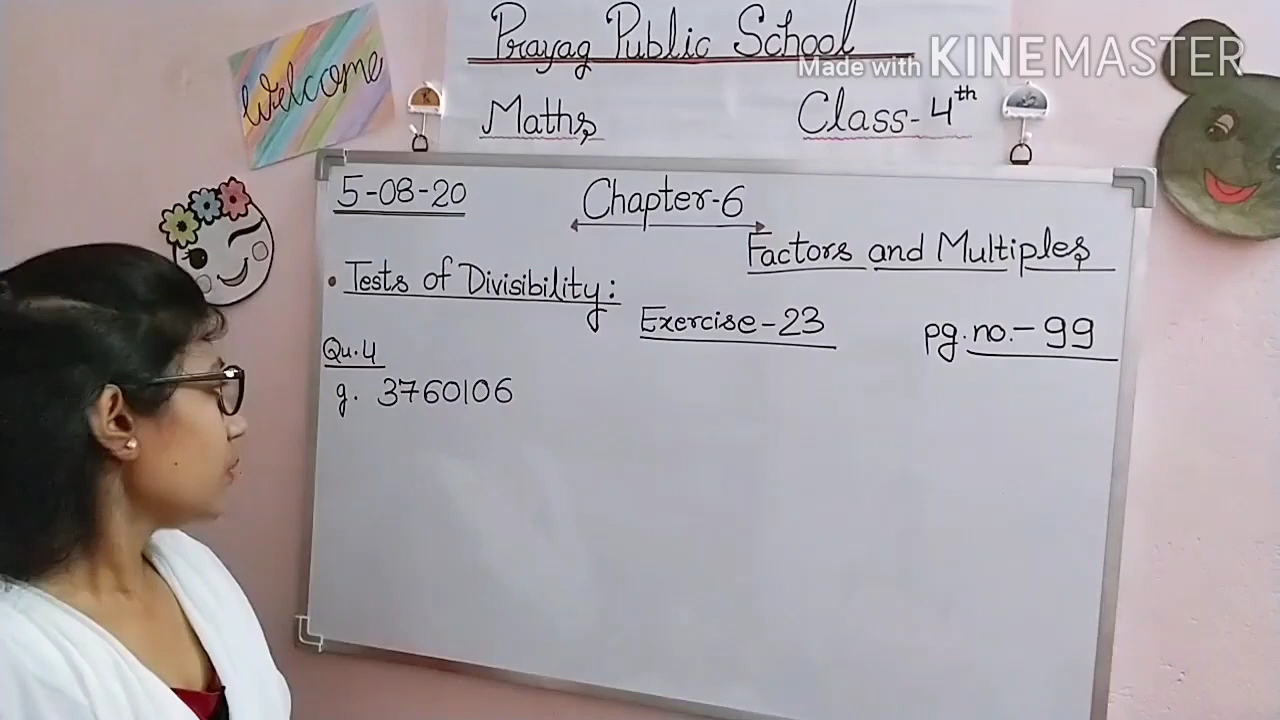 welcome
Prayag Public School
Made with KINEMASTER
Maths
Class-4th
5-08-20
Chapter-6
Factors and Multiples
• Tests of Divisibility:
Exercise-23
pg.no.-99
Qu.4
g. 3760106